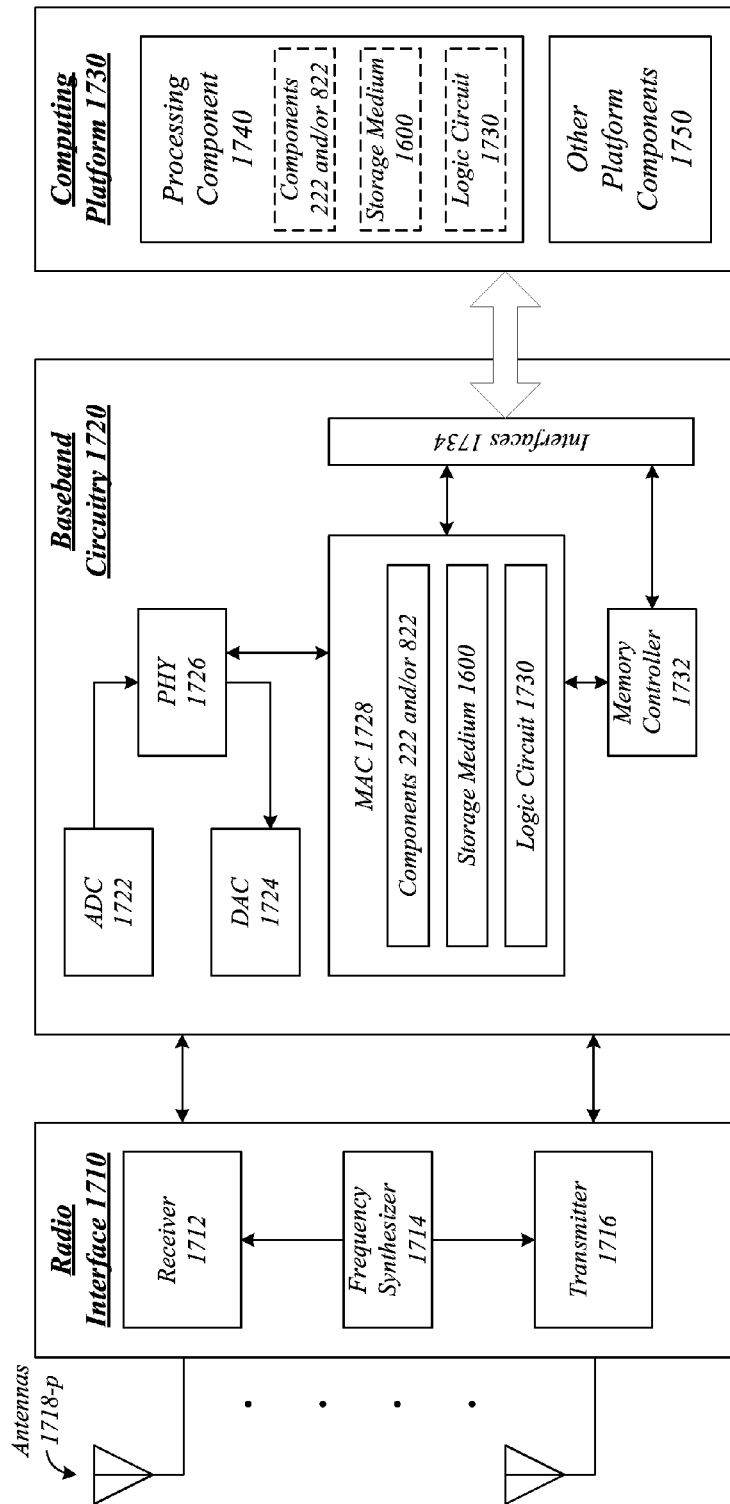 Antennas
1718-p
Radio
Interface 1710
Receiver
1712
Frequency
Synthesizer
1714
Transmitter
1716
Baseband
Circuitry 1720
ADC
1722
PHY
1726
DAC
1724
MAC 1728
Components 222 and/or 822
Storage Medium 1600
Logic Circuit 1730
Memory
Controller
1732
Interfaces 1734
Computing
Platform 1730
Processing
Component
1740
Components
222 and/or 822
Storage Medium
1600
Logic Circuit
1730
Other
Platform
Components
1750